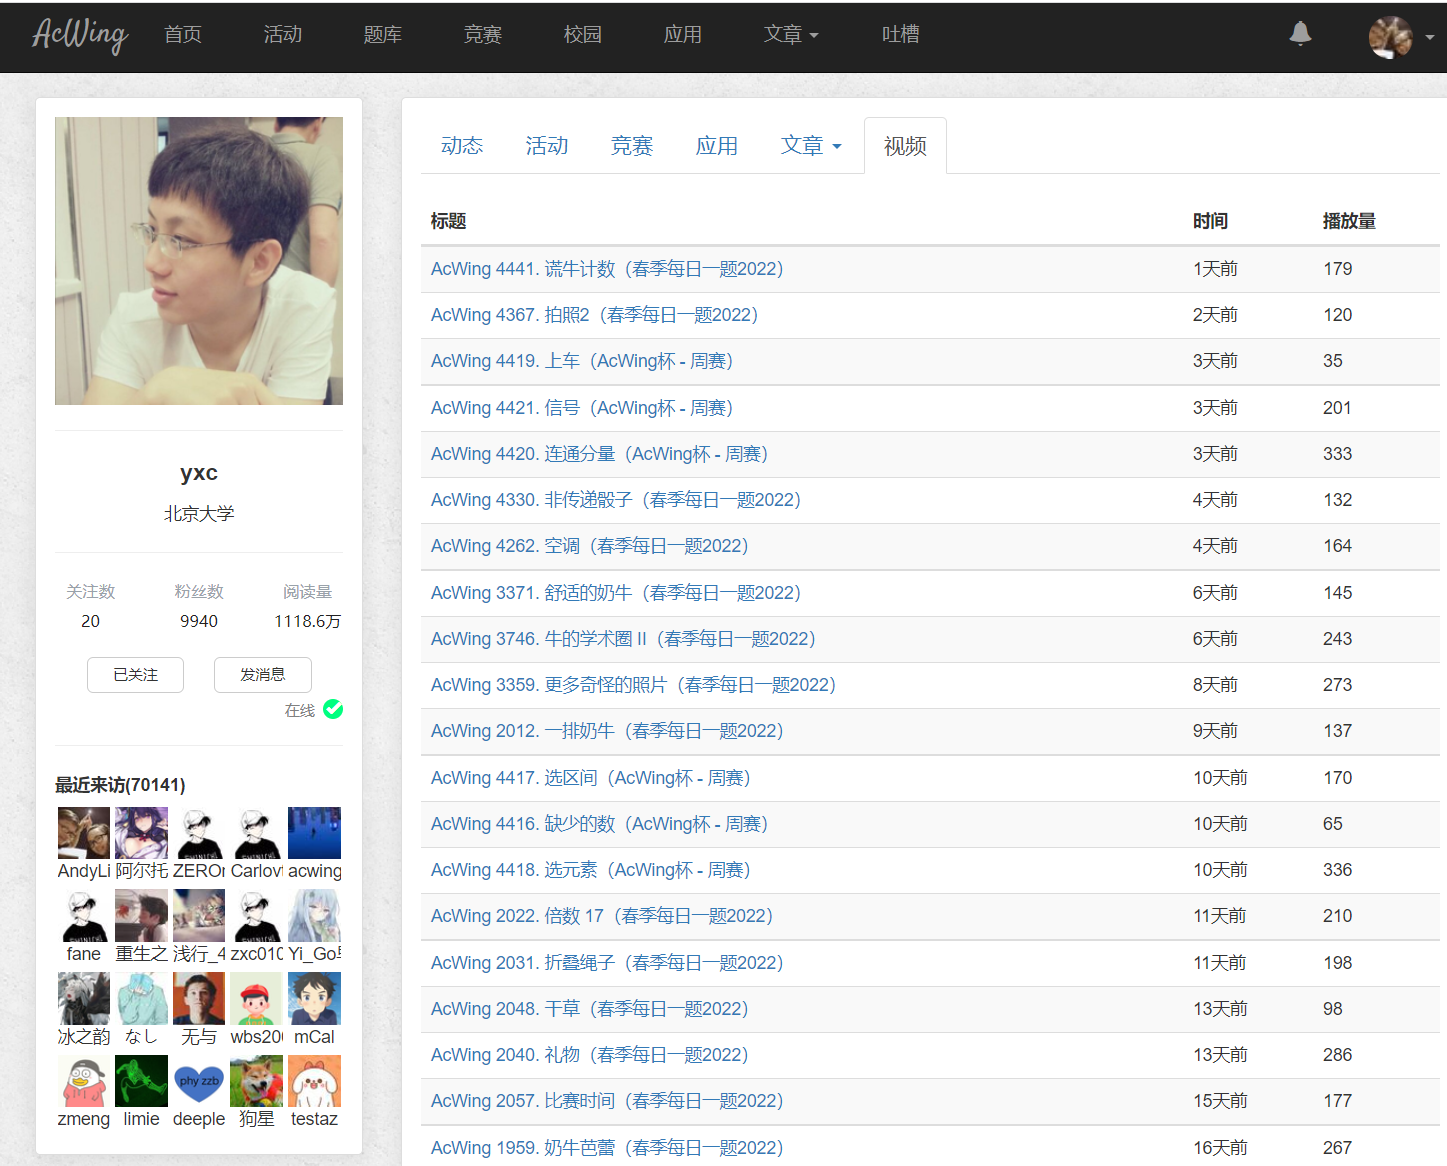 AcWing 首页 活动 题库 竞赛 校园 应用 文章 吐槽
yxc
北京大学
关注数 粉丝数 阅读量
20 9940 1118.6万
已关注 发消息
在线
最近来访(70141)
AndyLi 阿尔托 ZEROr Carlovt acwing
fane 重生之 浅行_4 zxc010 Yi_Go
冰之韵 なし 无与 wbs200 mCal
phy zzb
zmeng limie deeple 狗星 testaz
动态 活动 竞赛 应用 文章 视频
标题 时间 播放量
AcWing 4441. 谎牛计数（春季每日一题2022） 1天前 179
AcWing 4367. 拍照2（春季每日一题2022） 2天前 120
AcWing 4419. 上车（AcWing杯 - 周赛） 3天前 35
AcWing 4421. 信号（AcWing杯 - 周赛） 3天前 201
AcWing 4420. 连通分量（AcWing杯 - 周赛） 3天前 333
AcWing 4330. 非传递骰子（春季每日一题2022） 4天前 132
AcWing 4262. 空调（春季每日一题2022） 4天前 164
AcWing 3371. 舒适的奶牛（春季每日一题2022） 6天前 145
AcWing 3746. 牛的学术圈 II（春季每日一题2022） 6天前 243
AcWing 3359. 更多奇怪的照片（春季每日一题2022） 8天前 273
AcWing 2012. 一排奶牛（春季每日一题2022） 9天前 137
AcWing 4417. 选区间（AcWing杯 - 周赛） 10天前 170
AcWing 4416. 缺少的数（AcWing杯 - 周赛） 10天前 65
AcWing 4418. 选元素（AcWing杯 - 周赛） 10天前 336
AcWing 2022. 倍数 17（春季每日一题2022） 11天前 210
AcWing 2031. 折叠绳子（春季每日一题2022） 11天前 198
AcWing 2048. 干草（春季每日一题2022） 13天前 98
AcWing 2040. 礼物（春季每日一题2022） 13天前 286
AcWing 2057. 比赛时间（春季每日一题2022） 15天前 177
AcWing 1959. 奶牛芭蕾（春季每日一题2022） 16天前 267